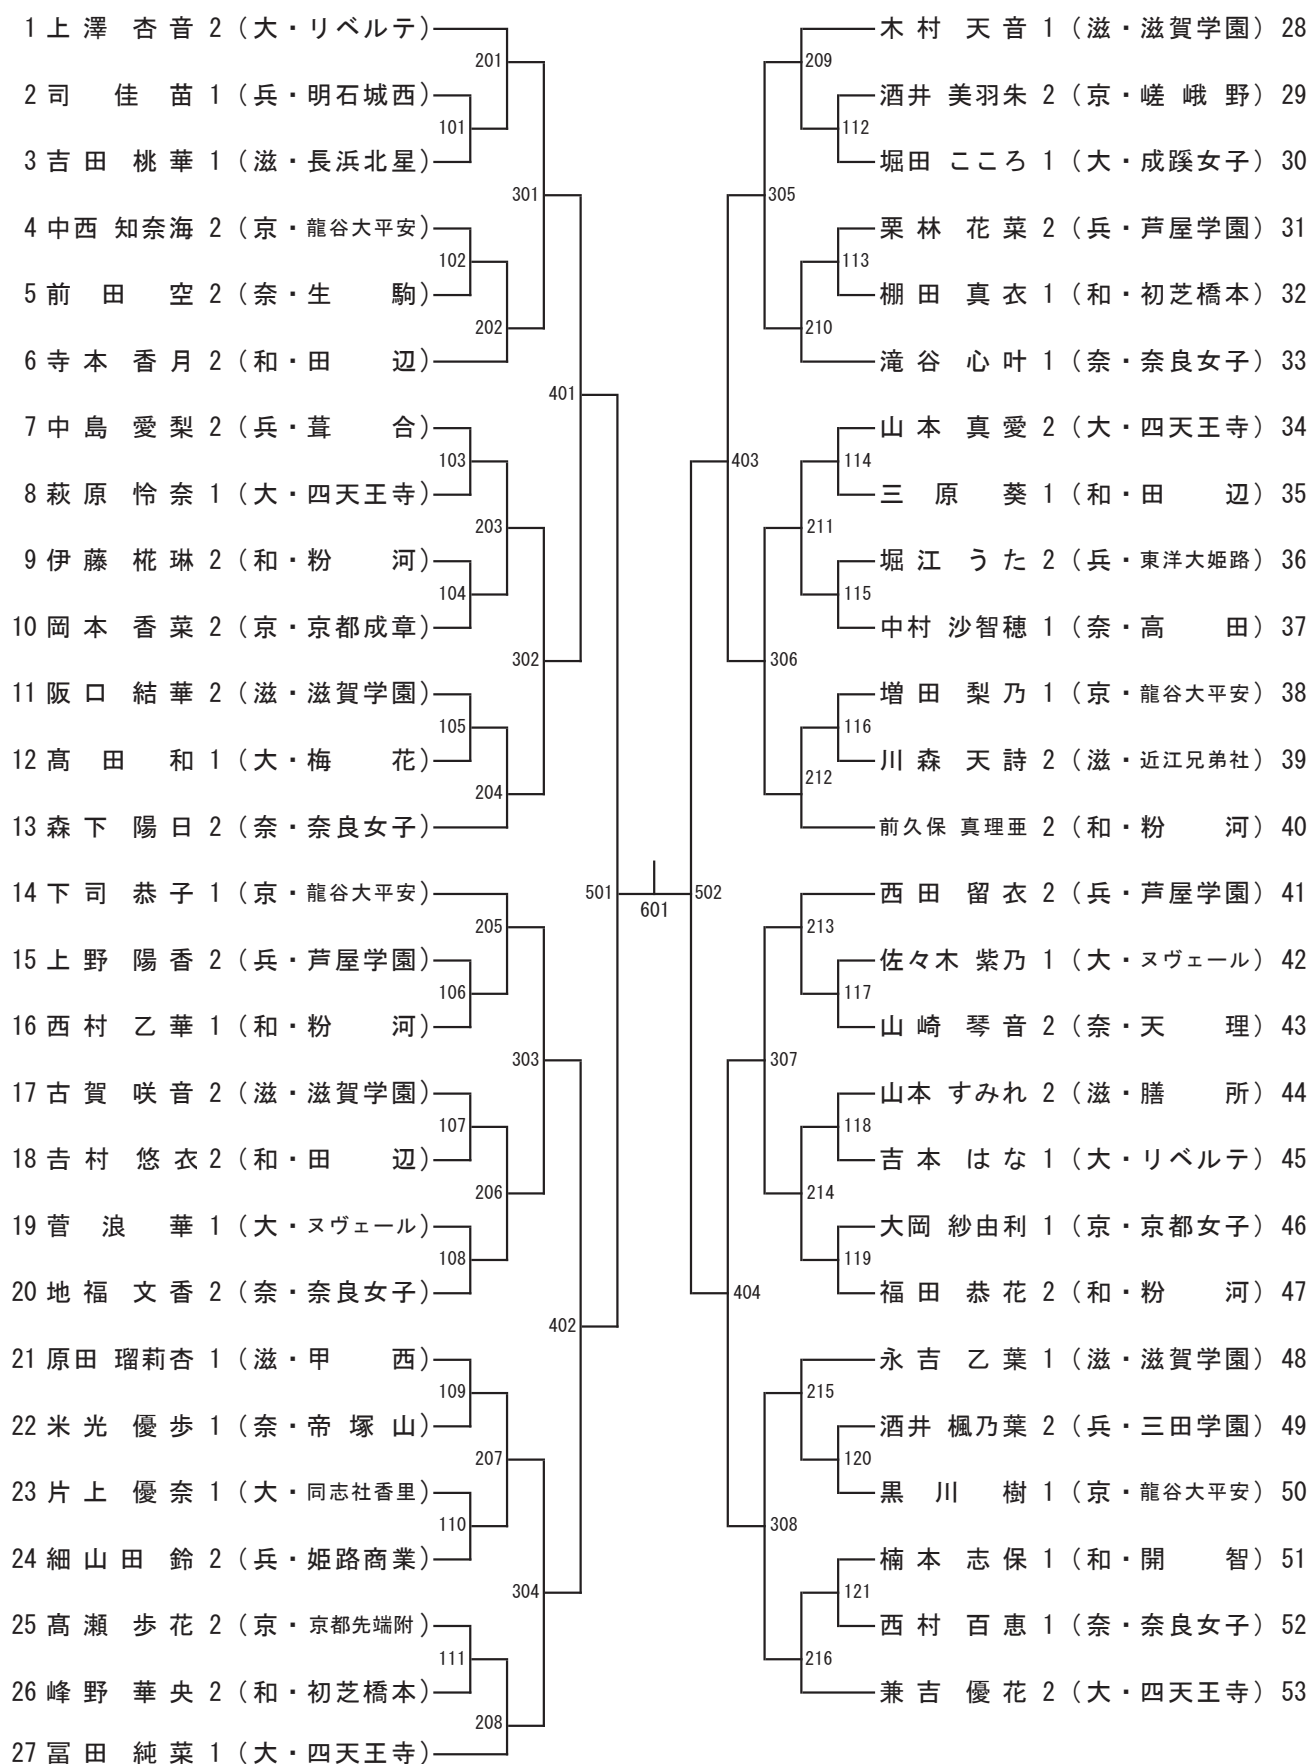 1 上澤 杏音 2 (大・リベルテ)
201
2 司 佳苗 1 (兵・明石城西)
101
3 吉田 桃華 1 (滋・長浜北星)
301
4 中西 知奈海 2 (京・龍谷大平安)
102
5 前田 空 2 (奈・生駒)
202
6 寺本 香月 2 (和・田辺)
401
7 中島 愛梨 2 (兵・葺合)
103
8 萩原 怜奈 1 (大・四天王寺)
203
9 伊藤 椛琳 2 (和・粉河)
104
10 岡本 香菜 2 (京・京都成章)
302
11 阪口 結華 2 (滋・滋賀学園)
105
12 髙田 和 1 (大・梅花)
204
13 森下 陽日 2 (奈・奈良女子)
14 下司 恭子 1 (京・龍谷大平安)
501
205
15 上野 陽香 2 (兵・芦屋学園)
106
16 西村 乙華 1 (和・粉河)
303
17 古賀 咲音 2 (滋・滋賀学園)
107
18 𠮷村 悠衣 2 (和・田辺)
206
19 菅浪 華 1 (大・ヌヴェール)
108
20 地福 文香 2 (奈・奈良女子)
402
21 原田 瑠莉杏 1 (滋・甲西)
109
22 米光 優歩 1 (奈・帝塚山)
207
23 片上 優奈 1 (大・同志社香里)
110
24 細山田 鈴 2 (兵・姫路商業)
304
25 髙瀬 歩花 2 (京・京都先端附)
111
26 峰野 華央 2 (和・初芝橋本)
208
27 冨田 純菜 1 (大・四天王寺)
601
木村 天音 1 (滋・滋賀学園) 28
209
酒井 美羽朱 2 (京・嵯峨野) 29
112
堀田 こころ 1 (大・成蹊女子) 30
305
栗林 花菜 2 (兵・芦屋学園) 31
113
棚田 真衣 1 (和・初芝橋本) 32
210
滝谷 心叶 1 (奈・奈良女子) 33
山本 真愛 2 (大・四天王寺) 34
403
114
三原 葵 1 (和・田辺) 35
211
堀江 うた 2 (兵・東洋大姫路) 36
115
中村 沙智穂 1 (奈・高田) 37
306
増田 梨乃 1 (京・龍谷大平安) 38
116
川森 天詩 2 (滋・近江兄弟社) 39
212
前久保 真理亜 2 (和・粉河) 40
502
西田 留衣 2 (兵・芦屋学園) 41
213
佐々木 紫乃 1 (大・ヌヴェール) 42
117
山崎 琴音 2 (奈・天理) 43
307
山本 すみれ 2 (滋・膳所) 44
118
吉本 はな 1 (大・リベルテ) 45
214
大岡 紗由利 1 (京・京都女子) 46
119
福田 恭花 2 (和・粉河) 47
404
永吉 乙葉 1 (滋・滋賀学園) 48
215
酒井 楓乃葉 2 (兵・三田学園) 49
120
黒川 樹 1 (京・龍谷大平安) 50
308
楠本 志保 1 (和・開智) 51
121
西村 百恵 1 (奈・奈良女子) 52
216
兼吉 優花 2 (大・四天王寺) 53